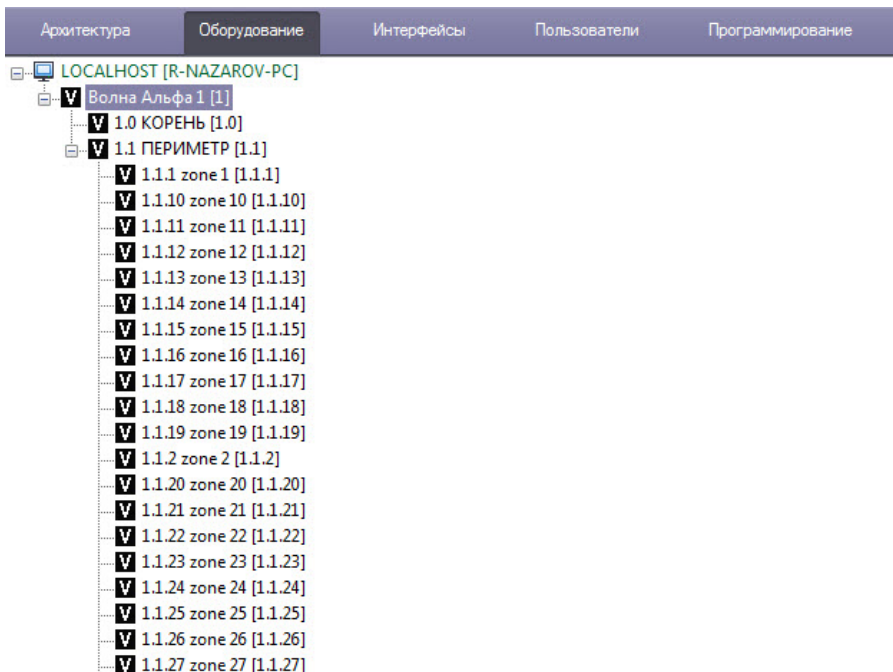 Архитектура Оборудование Интерфейсы Пользователи Программирование
LOCALHOST [R-NAZAROV-PC]
V Волна Альфа 1 [1]
V 1.0 КОРЕНЬ [1.0]
V 1.1 ПЕРИМЕТР [1.1]
V 1.1.1 zone 1 [1.1.1]
V 1.1.10 zone 10 [1.1.10]
V 1.1.11 zone 11 [1.1.11]
V 1.1.12 zone 12 [1.1.12]
V 1.1.13 zone 13 [1.1.13]
V 1.1.14 zone 14 [1.1.14]
V 1.1.15 zone 15 [1.1.15]
V 1.1.16 zone 16 [1.1.16]
V 1.1.17 zone 17 [1.1.17]
V 1.1.18 zone 18 [1.1.18]
V 1.1.19 zone 19 [1.1.19]
V 1.1.2 zone 2 [1.1.2]
V 1.1.20 zone 20 [1.1.20]
V 1.1.21 zone 21 [1.1.21]
V 1.1.22 zone 22 [1.1.22]
V 1.1.23 zone 23 [1.1.23]
V 1.1.24 zone 24 [1.1.24]
V 1.1.25 zone 25 [1.1.25]
V 1.1.26 zone 26 [1.1.26]
V 1.1.27 zone 27 [1.1.27]